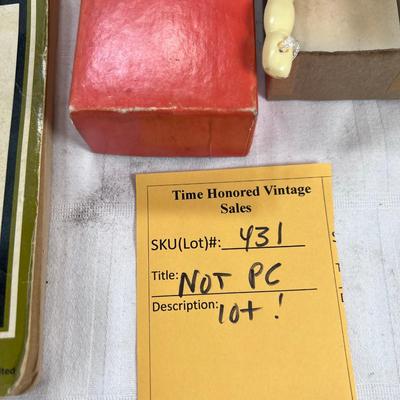 Time Honored Vintage
Sales
SKU(Lot)#: 431
Title: NOT PC
Description: 10+ !